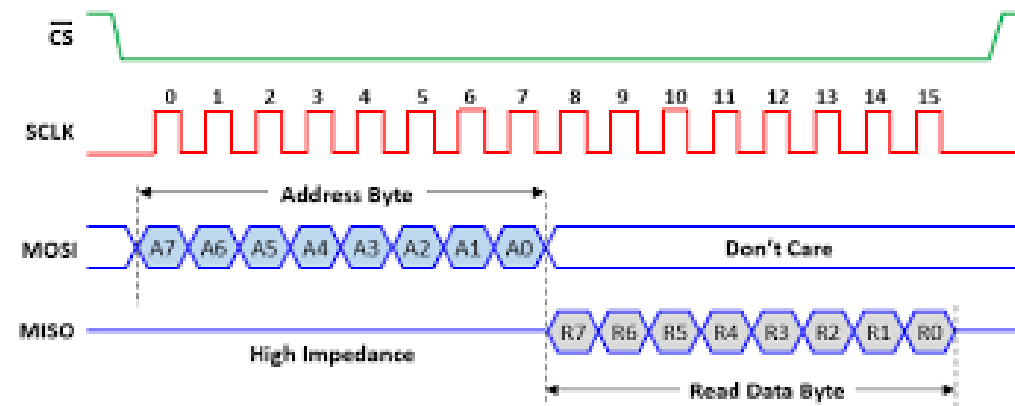 CS
0 1 2 3 4 5 6 7 8 9 10 11 12 13 14 15
SCLK
Address Byte
MOSI A7 A6 A5 A4 A3 A2 A1 A0 Don't Care
MISO R7 R6 R5 R4 R3 R2 R1 R0
High Impedance
Read Data Byte